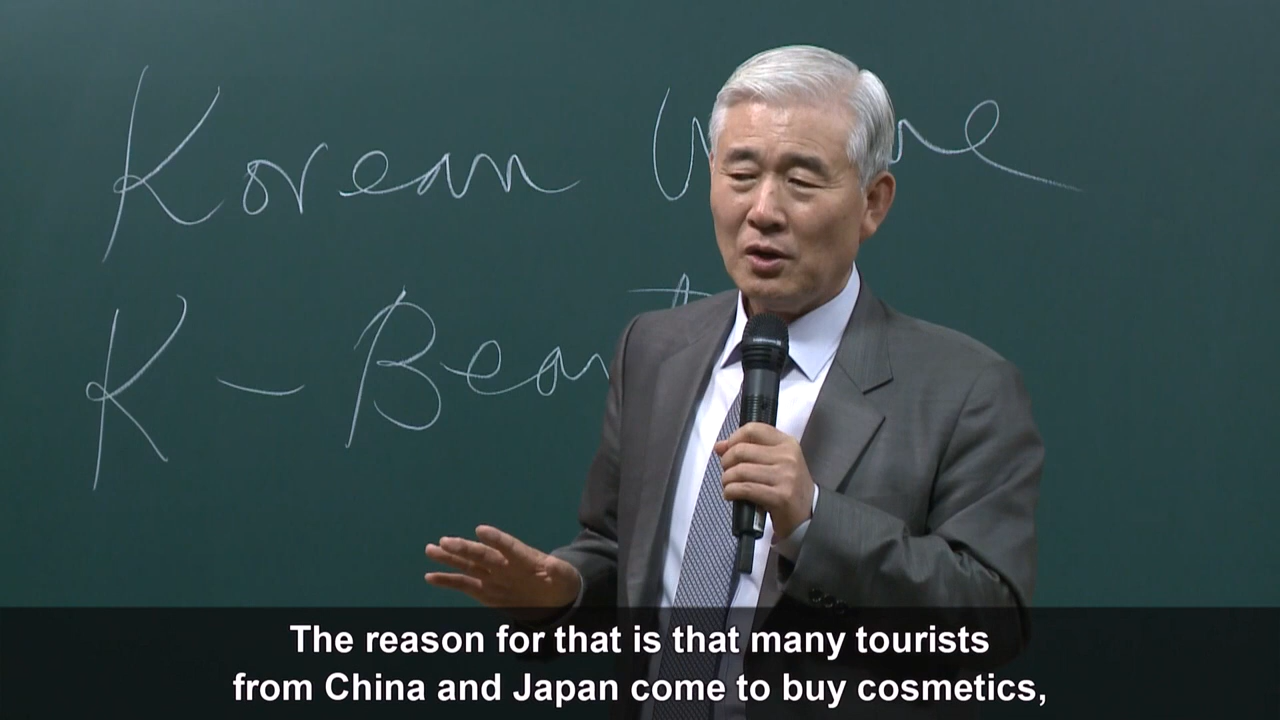 Korean
K -
The reason for that is that many tourists
from China and Japan come to buy cosmetics,